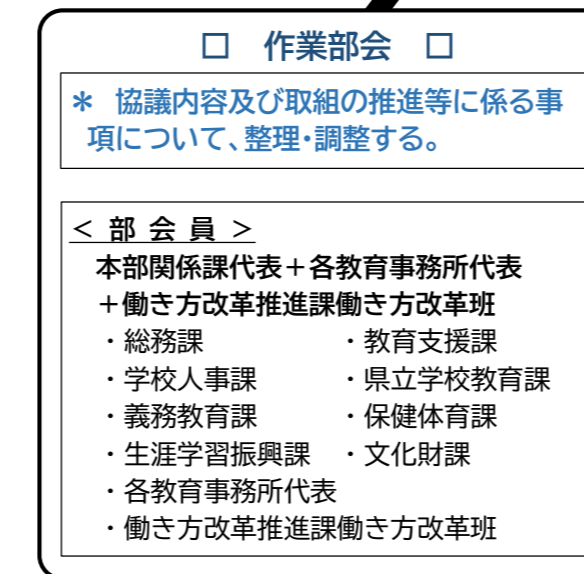 □ 作業部会 □
＊ 協議内容及び取組の推進等に係る事
項について、整理・調整する。
＜ 部 会 員 ＞
本部関係課代表＋各教育事務所代表
＋働き方改革推進課働き方改革班
・総務課 ・教育支援課
・学校人事課 ・県立学校教育課
・義務教育課 ・保健体育課
・生涯学習振興課 ・文化財課
・各教育事務所代表
・働き方改革推進課働き方改革班